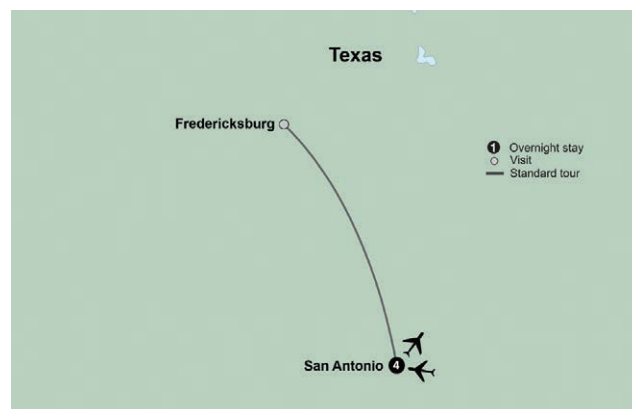 Texas
Fredericksburg
1 Overnight stay
Visit
Standard tour
San Antonio 4